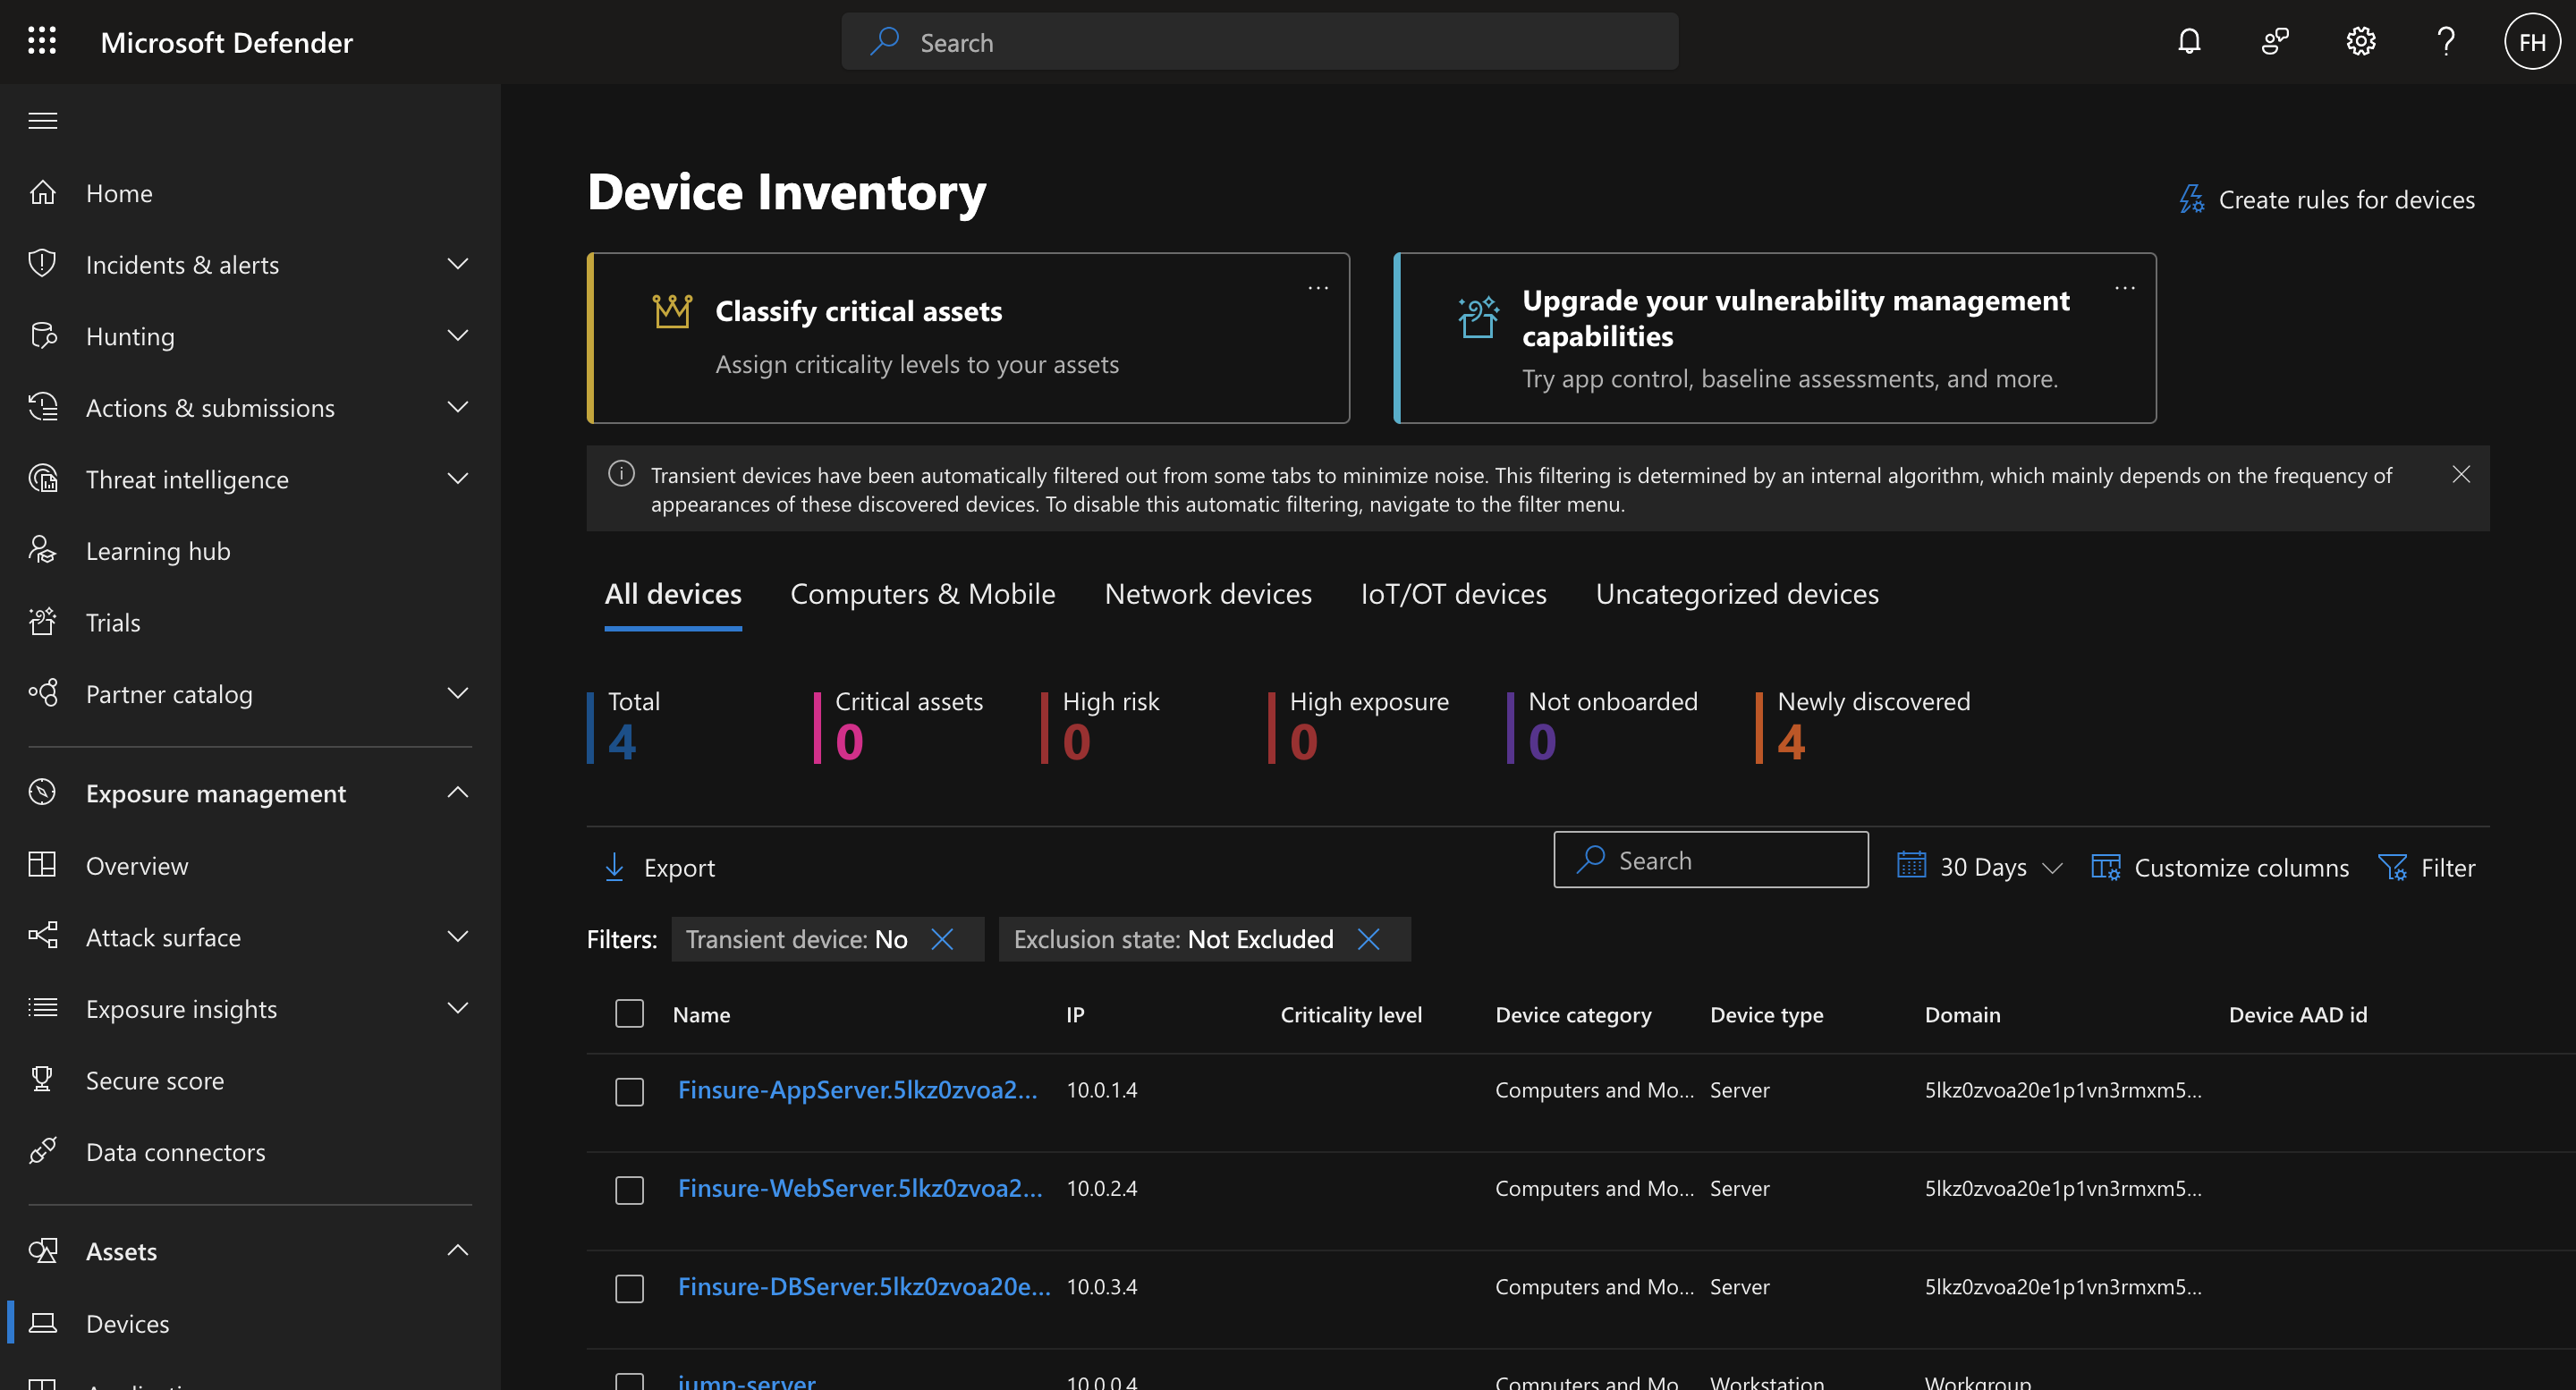 Microsoft Defender
Search
FH
Home
Incidents & alerts
Hunting
Actions & submissions
Threat intelligence
Learning hub
Trials
Partner catalog
Exposure management
Overview
Attack surface
Exposure insights
Secure score
Data connectors
Assets
Devices
Device Inventory
Create rules for devices
Classify critical assets
Assign criticality levels to your assets
Upgrade your vulnerability management
capabilities
Try app control, baseline assessments, and more.
Transient devices have been automatically filtered out from some tabs to minimize noise. This filtering is determined by an internal algorithm, which mainly depends on the frequency of
appearances of these discovered devices. To disable this automatic filtering, navigate to the filter menu.
All devices Computers & Mobile Network devices IoT/OT devices Uncategorized devices
Total Critical assets High risk High exposure Not onboarded Newly discovered
4 0 0 0 0 4
Export Search 30 Days Customize columns Filter
Filters: Transient device: No Exclusion state: Not Excluded
Name IP Criticality level Device category Device type Domain Device AAD id
Finsure-AppServer.5lkz0zvoa2... 10.0.1.4 Computers and Mo... Server 5lkz0zvoa20e1p1vn3rmxm5...
Finsure-WebServer.5lkz0zvoa2... 10.0.2.4 Computers and Mo... Server 5lkz0zvoa20e1p1vn3rmxm5...
Finsure-DBServer.5lkz0zvoa20e... 10.0.3.4 Computers and Mo... Server 5lkz0zvoa20e1p1vn3rmxm5...
jump-server 10.0.0.4 Computers and Mo... Workstation Workgroup